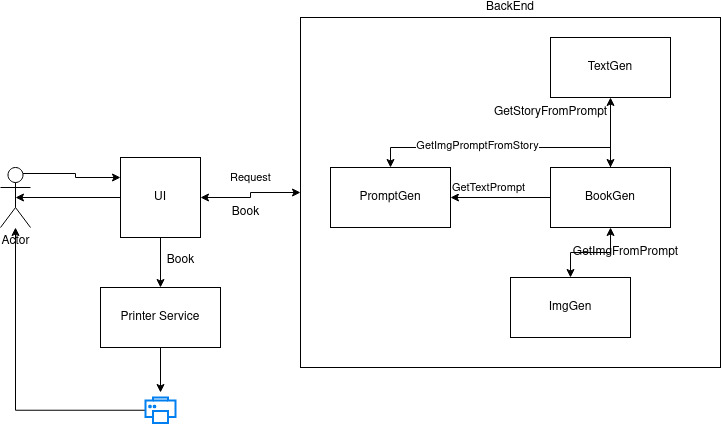 BackEnd
TextGen
GetStoryFromPrompt
GetImgPromptFromStory
Request
UI
PromptGen
GetTextPrompt
BookGen
Book
Actor
Book
GetImgFromPrompt
ImgGen
Printer Service